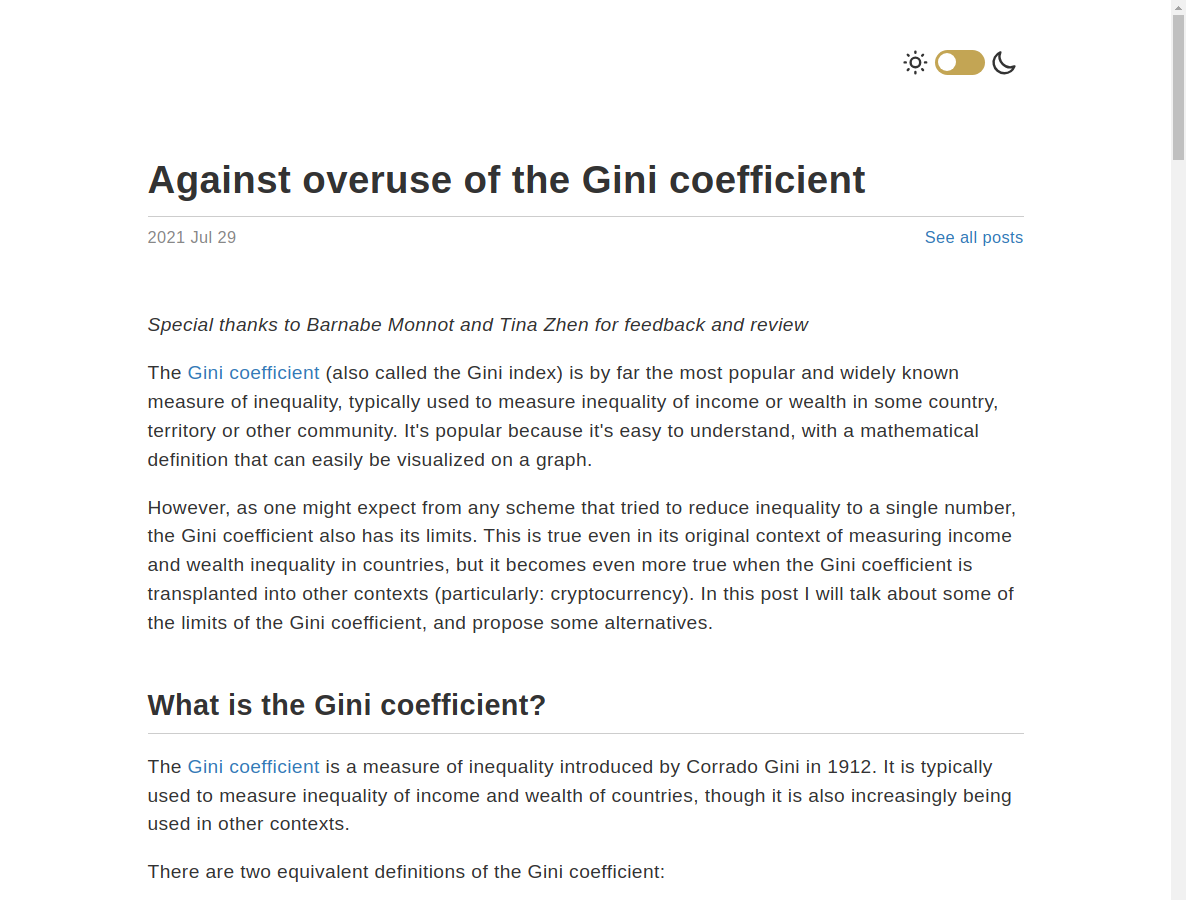 Against overuse of the Gini coefficient
2021 Jul 29
See all posts
Special thanks to Barnabe Monnot and Tina Zhen for feedback and review
The Gini coefficient (also called the Gini index) is by far the most popular and widely known
measure of inequality, typically used to measure inequality of income or wealth in some country,
territory or other community. It's popular because it's easy to understand, with a mathematical
definition that can easily be visualized on a graph.
However, as one might expect from any scheme that tried to reduce inequality to a single number,
the Gini coefficient also has its limits. This is true even in its original context of measuring income
and wealth inequality in countries, but it becomes even more true when the Gini coefficient is
transplanted into other contexts (particularly: cryptocurrency). In this post I will talk about some of
the limits of the Gini coefficient, and propose some alternatives.
What is the Gini coefficient?
The Gini coefficient is a measure of inequality introduced by Corrado Gini in 1912. It is typically
used to measure inequality of income and wealth of countries, though it is also increasingly being
used in other contexts.
There are two equivalent definitions of the Gini coefficient: